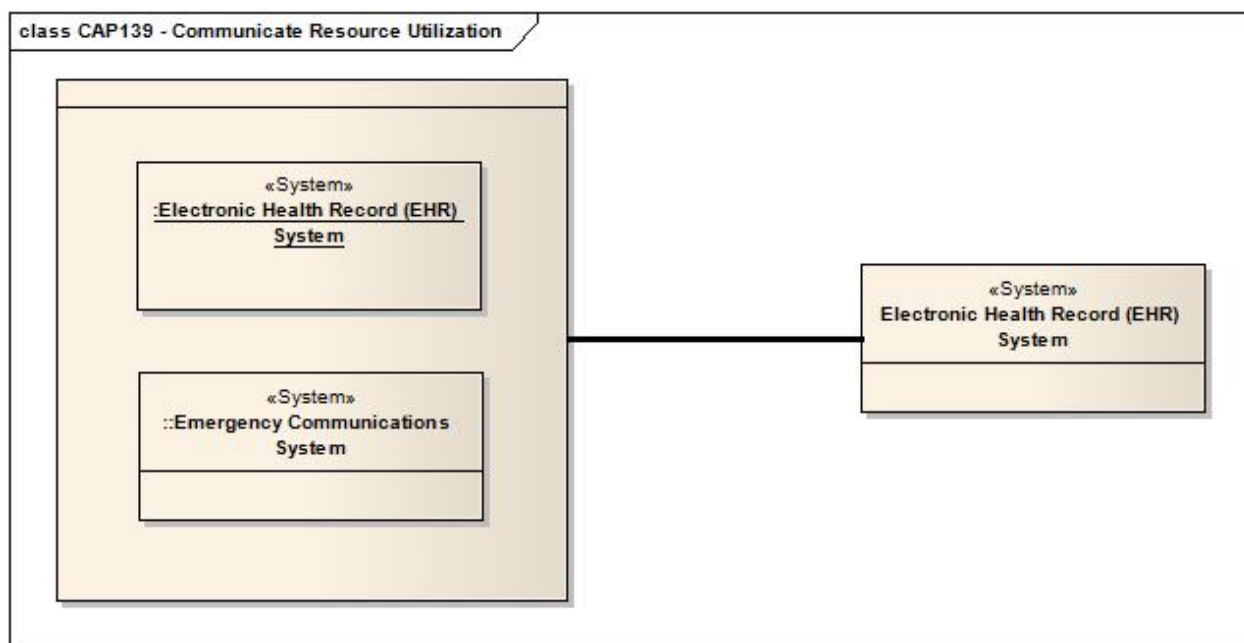 class CAP139 - Communicate Resource Utilization
«System»
:Electronic Health Record (EHR)
System
«System»
::Emergency Communications
System
«System»
Electronic Health Record (EHR)
System